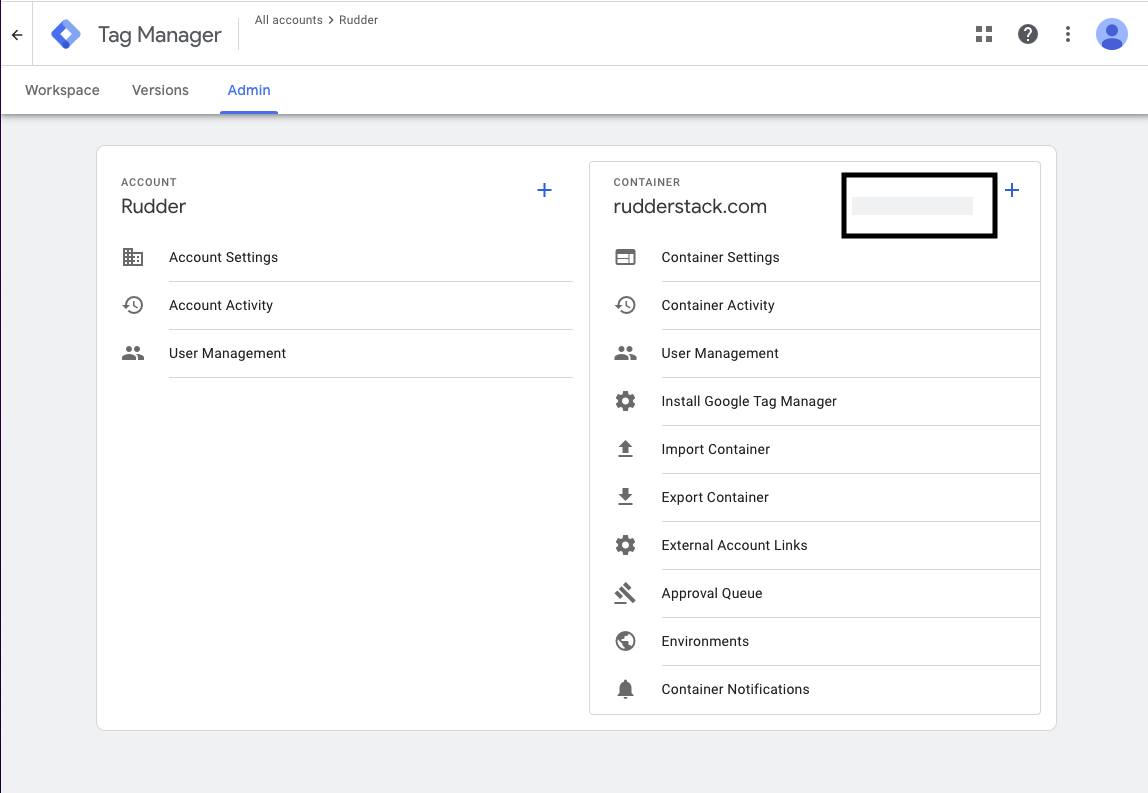 Tag Manager
All accounts > Rudder
Workspace Versions Admin
ACCOUNT
Rudder
Account Settings
Account Activity
User Management
CONTAINER
rudderstack.com
Container Settings
Container Activity
User Management
Install Google Tag Manager
Import Container
Export Container
External Account Links
Approval Queue
Environments
Container Notifications